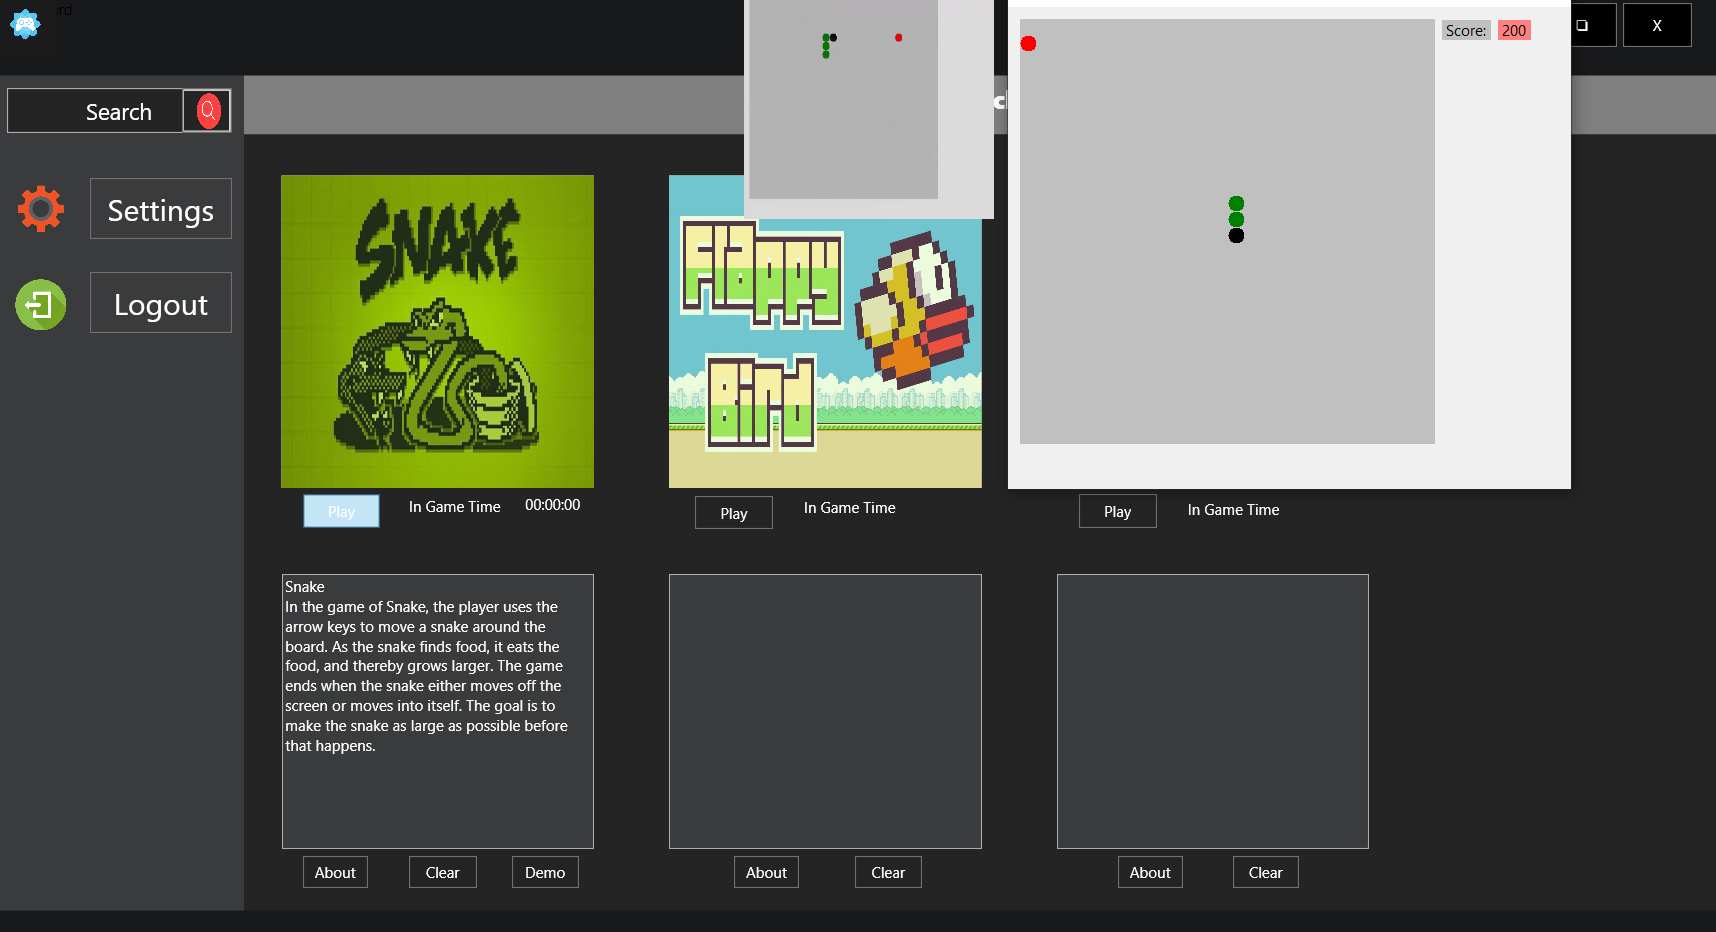 rd
Score: 200
X
Search
c
Settings
Logout
SNAKE
FlAPPY
BiRd
Play
In Game Time
00:00:00
Play
In Game Time
Play
In Game Time
Snake
In the game of Snake, the player uses the
arrow keys to move a snake around the
board. As the snake finds food, it eats the
food, and thereby grows larger. The game
ends when the snake either moves off the
screen or moves into itself. The goal is to
make the snake as large as possible before
that happens.
About
Clear
Demo
About
Clear
About
Clear